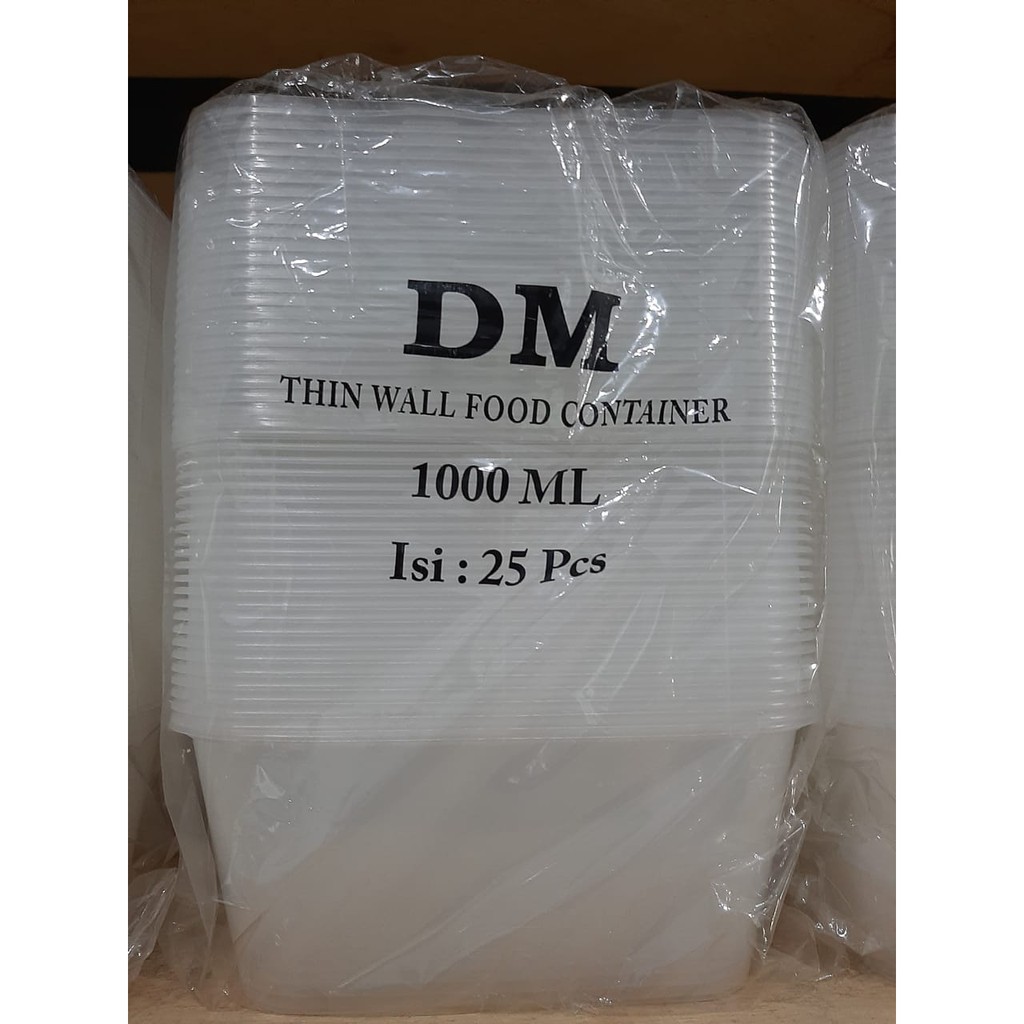 DM
THIN WALL FOOD CONTAINER
1000 ML
Isi : 25 Pcs